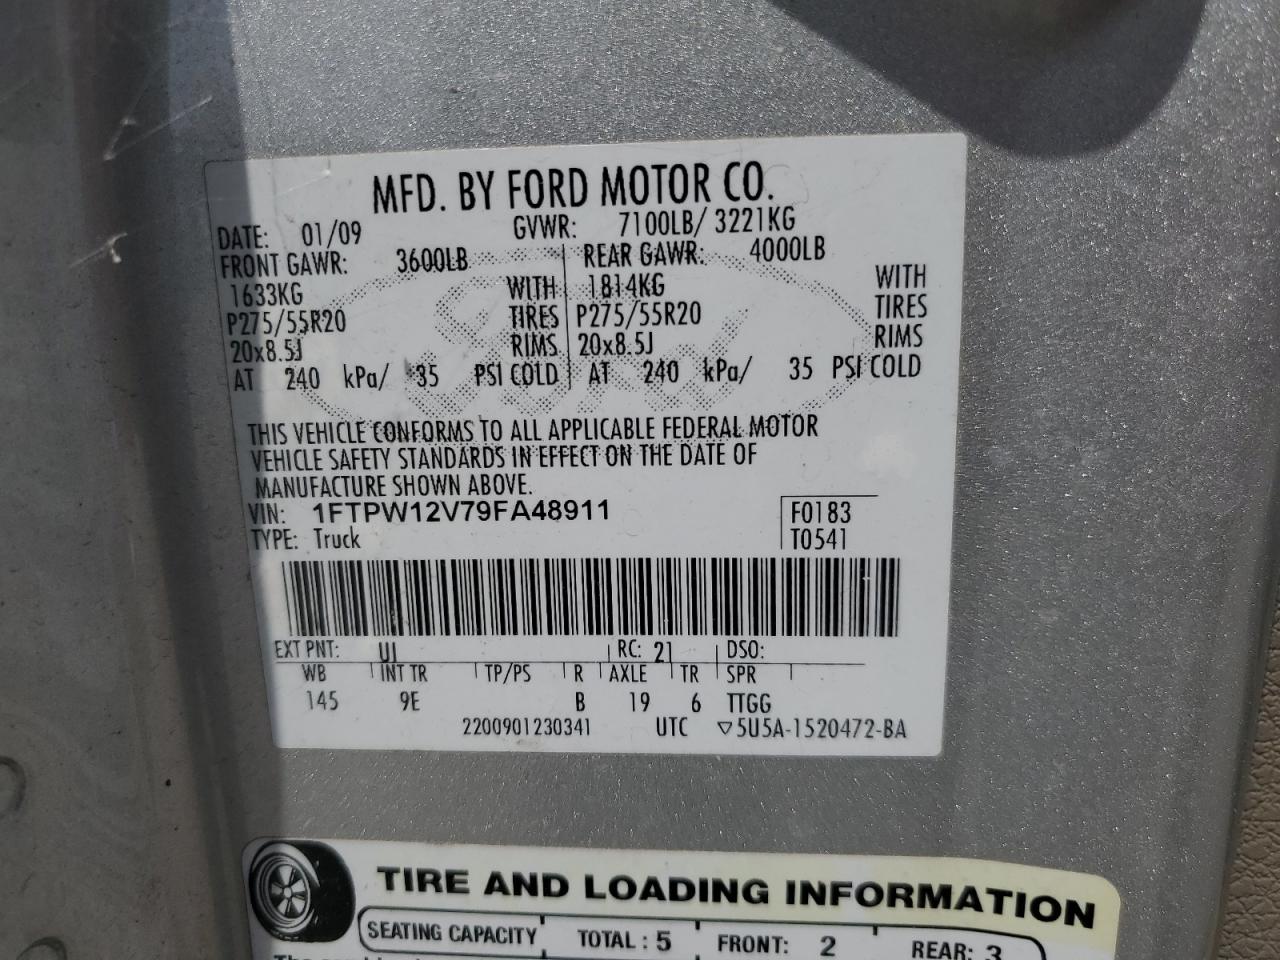 MFD. BY FORD MOTOR CO.
DATE: 01/09 GVWR: 7100LB/ 3221KG
FRONT GAWR: 3600LB REAR GAWR: 4000LB
1633KG WITH 1814KG WITH
P275/55R20 TIRES P275/55R20 TIRES
20x8.5J RIMS 20x8.5J RIMS
AT 240 kPa/ 35 PSI COLD AT 240 kPa/ 35 PSI COLD
THIS VEHICLE CONFORMS TO ALL APPLICABLE FEDERAL MOTOR
VEHICLE SAFETY STANDARDS IN EFFECT ON THE DATE OF
MANUFACTURE SHOWN ABOVE.
VIN: 1FTPW12V79FA48911 F0183
TYPE: Truck T0541
EXT PNT: UJ RC: 21 DSO:
WB INT TR TP/PS R AXLE TR SPR
145 9E B 19 6 TTGG
2200901230341 UTC ▽5U5A-1520472-BA
TIRE AND LOADING INFORMATION
SEATING CAPACITY TOTAL : 5 FRONT: 2 REAR: 3